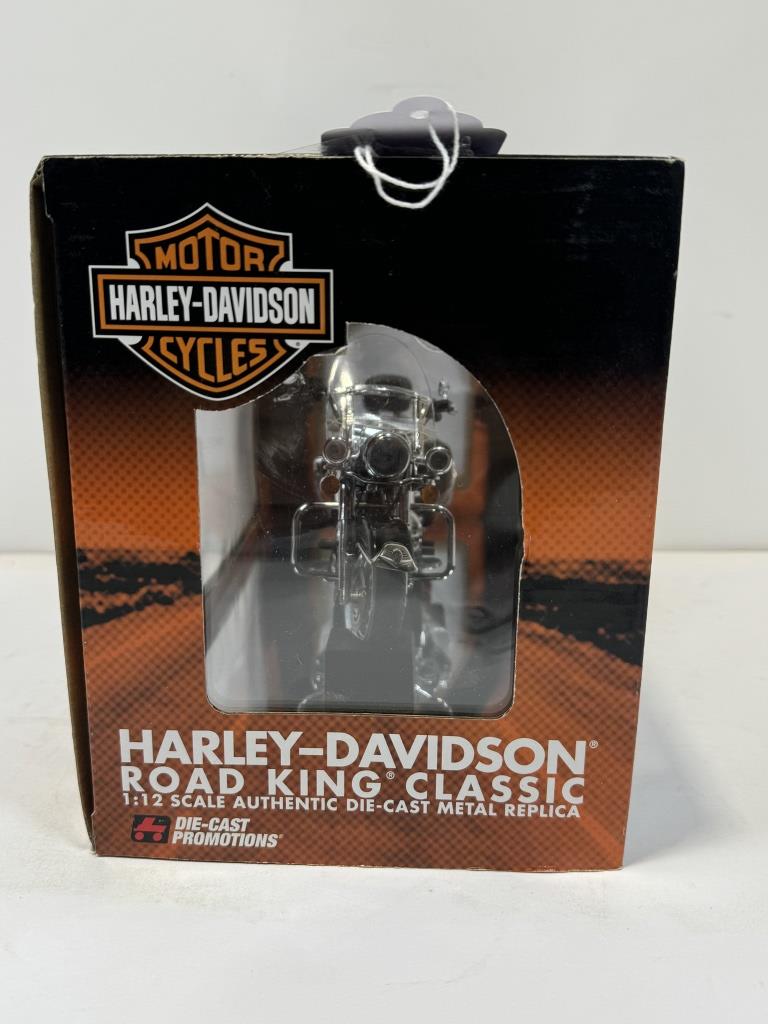 MOTOR
HARLEY-DAVIDSON
CYCLES®
HARLEY-DAVIDSON®
ROAD KING® CLASSIC
1:12 SCALE AUTHENTIC DIE-CAST METAL REPLICA
DIE-CAST
PROMOTIONS®